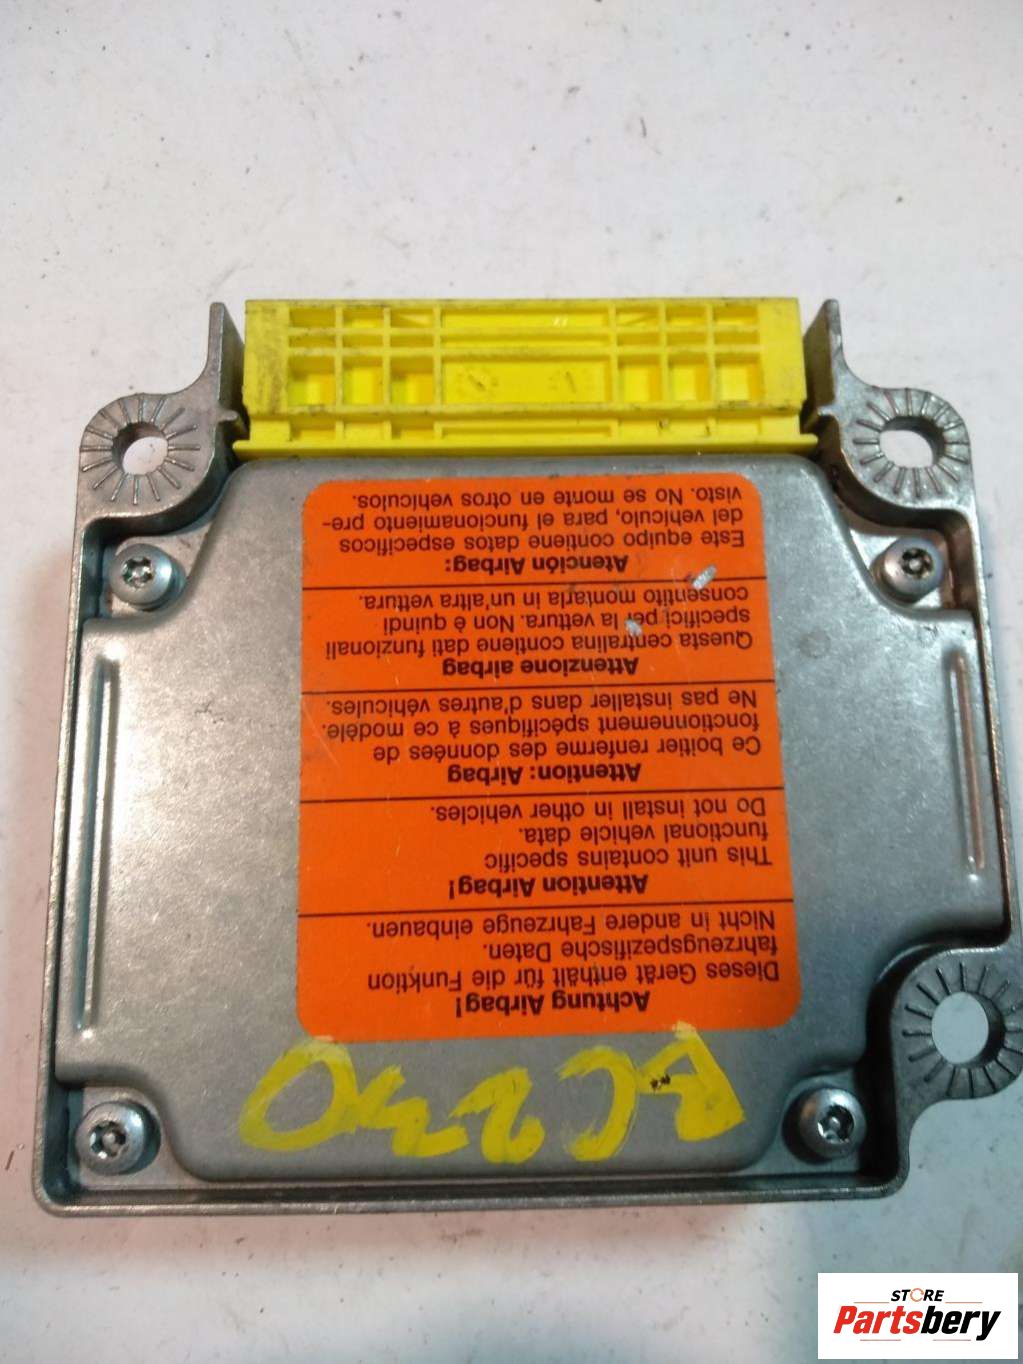 Achtung Airbag!
Dieses Gerät enthält für die Funktion
fahrzeugspezifische Daten.
Nicht in andere Fahrzeuge einbauen.
Attention Airbag!
This unit contains specific
functional vehicle data.
Do not install in other vehicles.
Attention: Airbag
Ce boitier renferme des données de
fonctionnement spécifiques à ce modèle.
Ne pas installer dans d'autres véhicules.
Attenzione airbag
Questa centralina contiene dati funzionali
specifici per la vettura. Non è quindi
consentito montarla in un'altra vettura.
Atención Airbag:
Este equipo contiene datos específicos
del vehículo, para el funcionamiento pre-
visto. No se monte en otros vehículos.
BC230
STORE
Partsbery